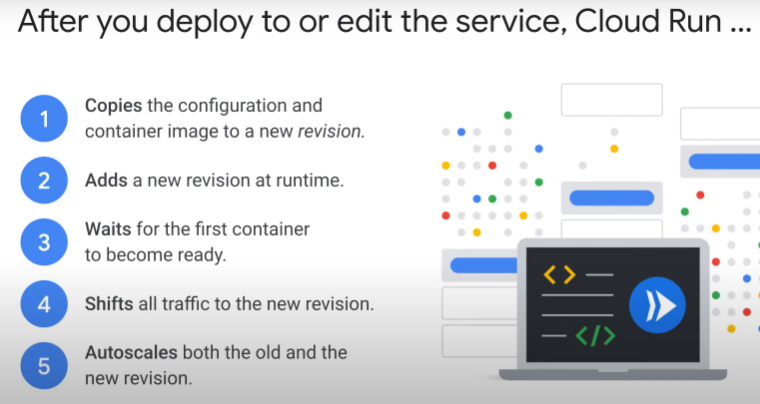 After you deploy to or edit the service, Cloud Run ...
1
Copies the configuration and
container image to a new revision.
2
Adds a new revision at runtime.
3
Waits for the first container
to become ready.
4
Shifts all traffic to the new revision.
5
Autoscales both the old and the
new revision.
<>
</>